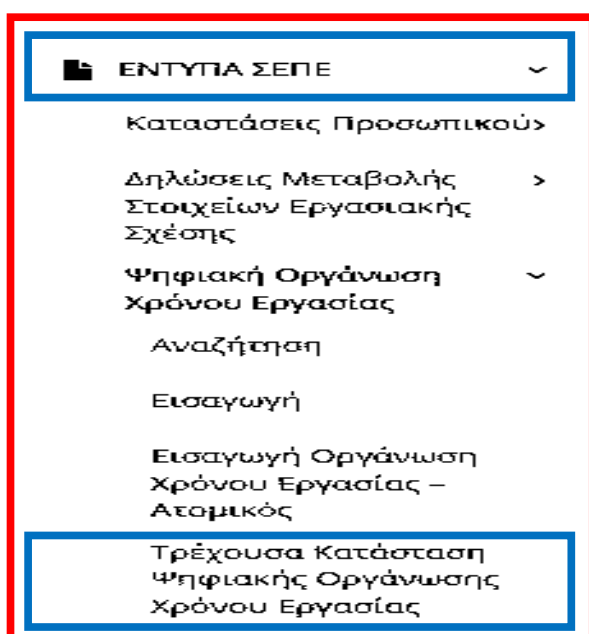 ΕΝΤΥΠΑ ΣΕΠΕ
Καταστάσεις Προσωπικού
Δηλώσεις Μεταβολής
Στοιχείων Εργασιακής
Σχέσης
Ψηφιακή Οργάνωση
Χρόνου Εργασίας
Αναζήτηση
Εισαγωγή
Εισαγωγή Οργάνωση
Χρόνου Εργασίας –
Ατομικός
Τρέχουσα Κατάσταση
Ψηφιακής Οργάνωσης
Χρόνου Εργασίας